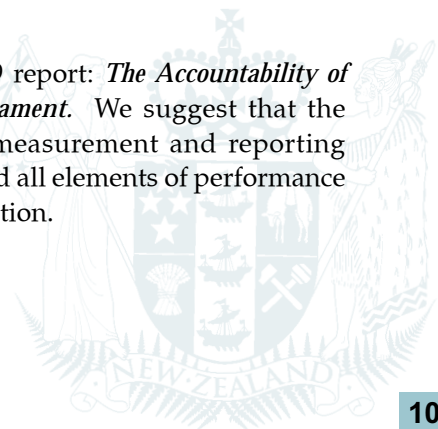 report: The Accountability of
ament. We suggest that the
measurement and reporting
d all elements of performance
tion.
NEW·ZEALAND
10